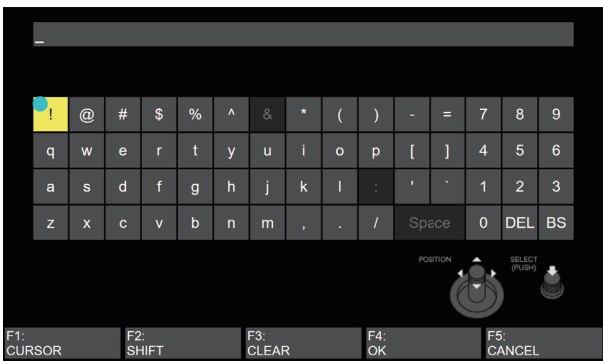 _
! @ # $ % ^ & * ( ) - = 7 8 9
q w e r t y u i o p [ ] 4 5 6
a s d f g h j k l ; ' ` 1 2 3
z x c v b n m , . / Space 0 DEL BS
POSITION SELECT
(PUSH)
F1: F2: F3: F4: F5:
CURSOR SHIFT CLEAR OK CANCEL